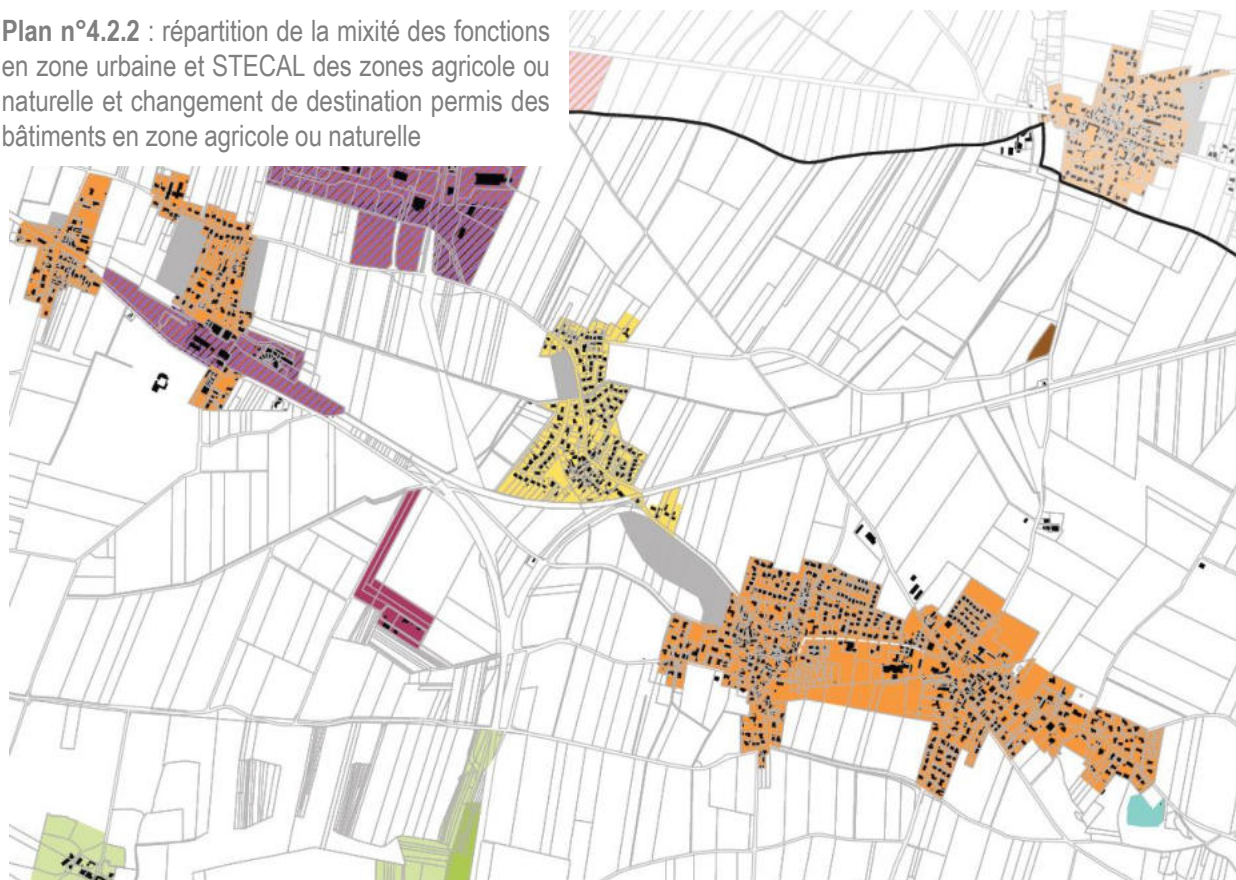 Plan n°4.2.2 : répartition de la mixité des fonctions
en zone urbaine et STECAL des zones agricole ou
naturelle et changement de destination permis des
bâtiments en zone agricole ou naturelle